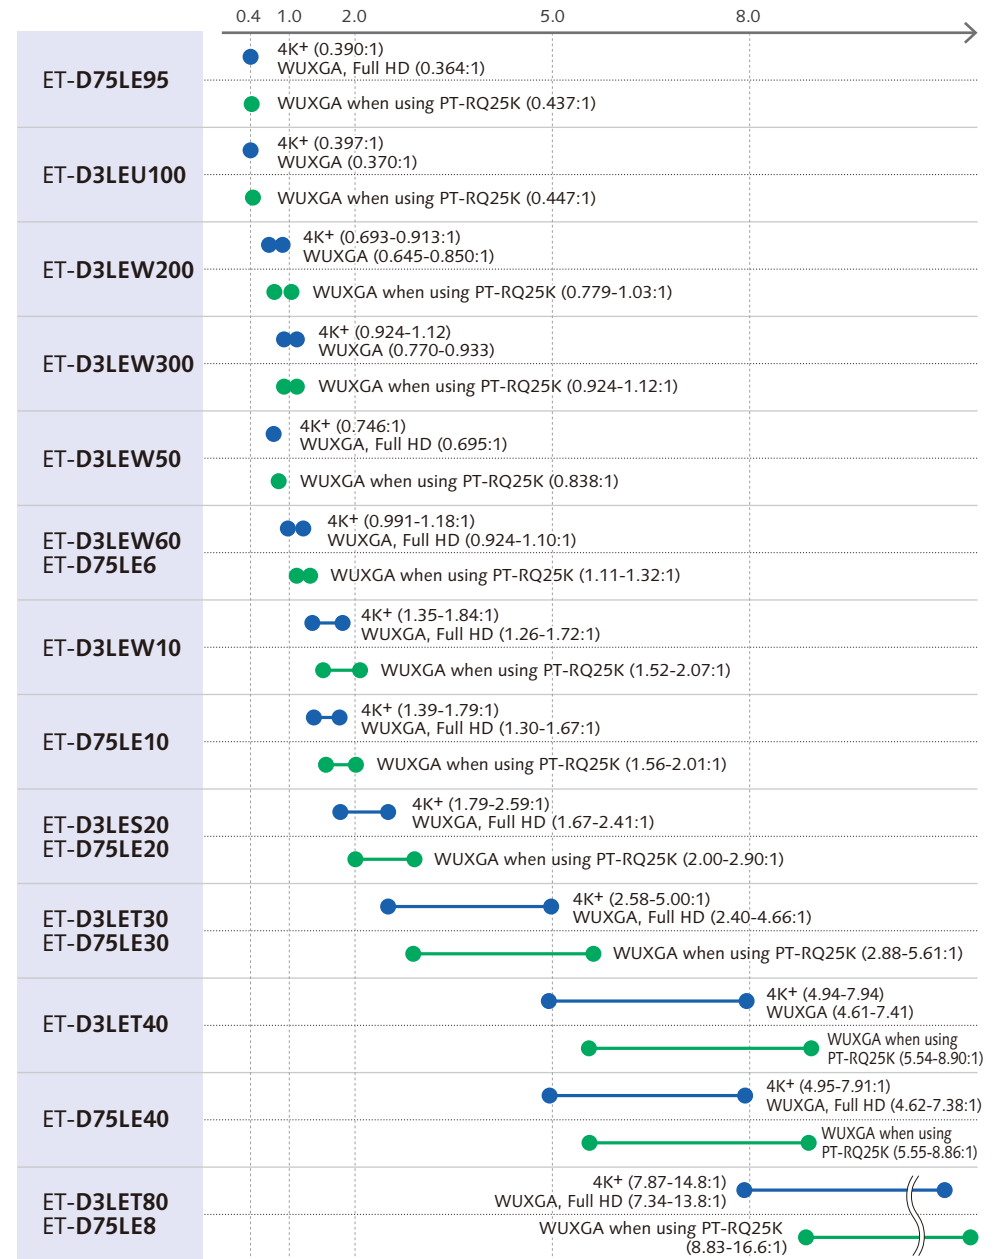 0.4 1.0 2.0 5.0 8.0
ET-D75LE95
4K+ (0.390:1)
WUXGA, Full HD (0.364:1)
WUXGA when using PT-RQ25K (0.437:1)
ET-D3LEU100
4K+ (0.397:1)
WUXGA (0.370:1)
WUXGA when using PT-RQ25K (0.447:1)
ET-D3LEW200
4K+ (0.693-0.913:1)
WUXGA (0.645-0.850:1)
WUXGA when using PT-RQ25K (0.779-1.03:1)
ET-D3LEW300
4K+ (0.924-1.12)
WUXGA (0.770-0.933)
WUXGA when using PT-RQ25K (0.924-1.12:1)
ET-D3LEW50
4K+ (0.746:1)
WUXGA, Full HD (0.695:1)
WUXGA when using PT-RQ25K (0.838:1)
ET-D3LEW60
ET-D75LE6
4K+ (0.991-1.18:1)
WUXGA, Full HD (0.924-1.10:1)
WUXGA when using PT-RQ25K (1.11-1.32:1)
ET-D3LEW10
4K+ (1.35-1.84:1)
WUXGA, Full HD (1.26-1.72:1)
WUXGA when using PT-RQ25K (1.52-2.07:1)
ET-D75LE10
4K+ (1.39-1.79:1)
WUXGA, Full HD (1.30-1.67:1)
WUXGA when using PT-RQ25K (1.56-2.01:1)
ET-D3LES20
ET-D75LE20
4K+ (1.79-2.59:1)
WUXGA, Full HD (1.67-2.41:1)
WUXGA when using PT-RQ25K (2.00-2.90:1)
ET-D3LET30
ET-D75LE30
4K+ (2.58-5.00:1)
WUXGA, Full HD (2.40-4.66:1)
WUXGA when using PT-RQ25K (2.88-5.61:1)
ET-D3LET40
4K+ (4.94-7.94)
WUXGA (4.61-7.41)
WUXGA when using
PT-RQ25K (5.54-8.90:1)
ET-D75LE40
4K+ (4.95-7.91:1)
WUXGA, Full HD (4.62-7.38:1)
WUXGA when using
PT-RQ25K (5.55-8.86:1)
ET-D3LET80
ET-D75LE8
4K+ (7.87-14.8:1)
WUXGA, Full HD (7.34-13.8:1)
WUXGA when using PT-RQ25K
(8.83-16.6:1)